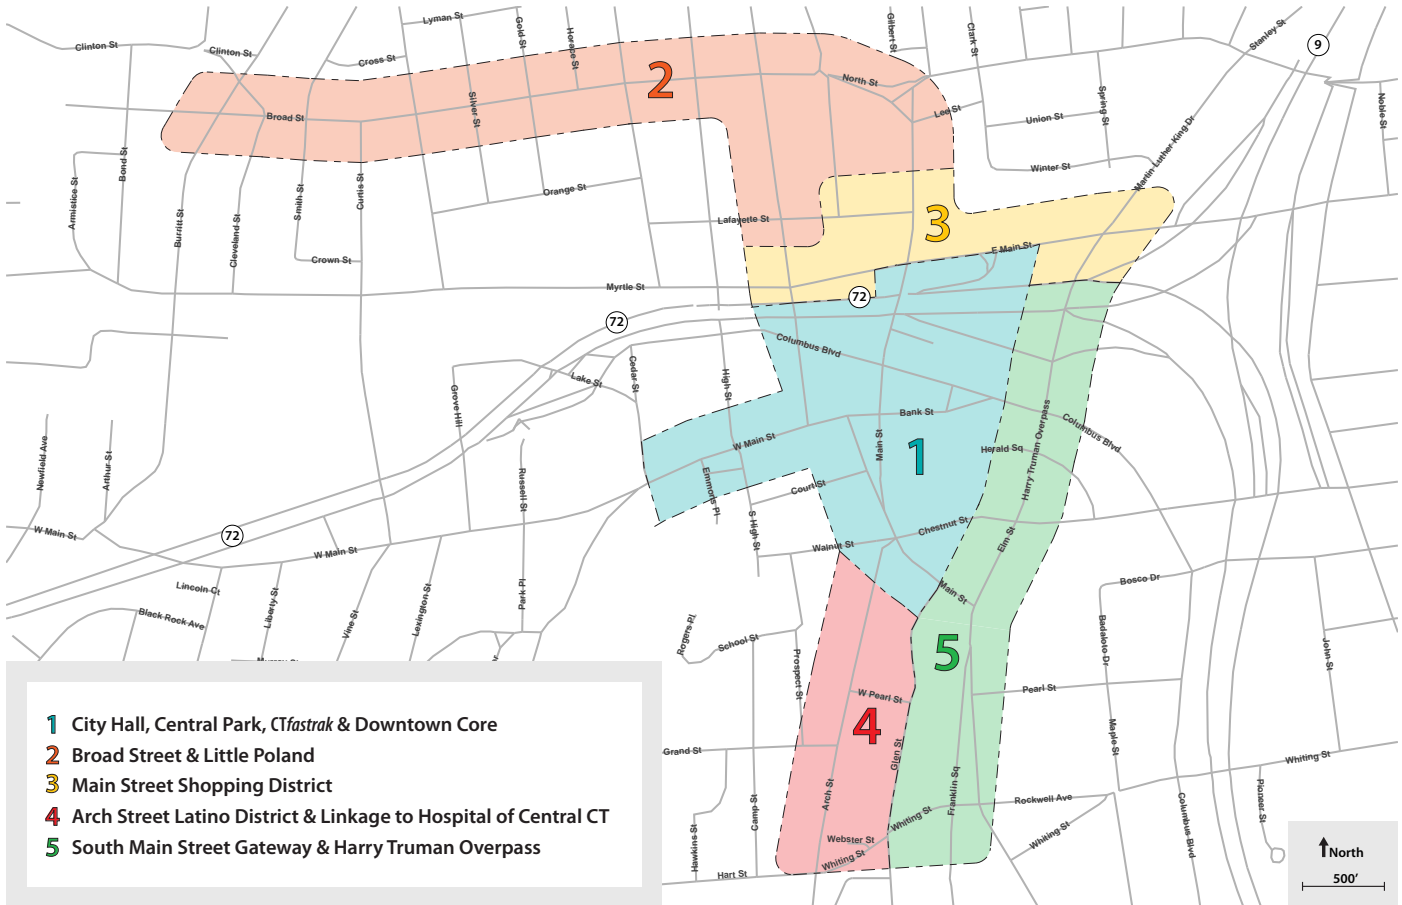 Lyman St
Gold St
Horace St
Gilbert St
Clark St
Stanley St
9
Clinton St
Clinton St
Cross St
2
North St
Silver St
Lee St
Spring St
Noble St
Broad St
Union St
Martin Luther King Dr
Bond St
Winter St
Armistice St
Burritt St
Cleveland St
Smith St
Curtis St
Orange St
Lafayette St
3
E Main St
Crown St
Myrtle St
72
72
Columbus Blvd
Lake St
Cedar St
High St
Grove Hill
Bank St
Harry Truman Overpass
Columbus Blvd
W Main St
Main St
1
Herald Sq
Newfield Ave
Arthur St
Russell St
Emmons Pl
Court St
S High St
Chestnut St
Elm St
W Main St
72
W Main St
Walnut St
Main St
Bosco Dr
Lincoln Ct
Liberty St
Black Rock Ave
Vine St
Lexington St
Park Pl
Rogers Pl
School St
Badaloto Dr
John St
5
Prospect St
W Pearl St
Pearl St
4
Glen St
Maple St
Grand St
Whiting St
Arch St
Franklin Sq
Rockwell Ave
Pioneer St
Camp St
Columbus Blvd
Hawkins St
Whiting St
Whiting St
Webster St
Whiting St
Hart St
1 City Hall, Central Park, CTfastrak & Downtown Core
2 Broad Street & Little Poland
3 Main Street Shopping District
4 Arch Street Latino District & Linkage to Hospital of Central CT
5 South Main Street Gateway & Harry Truman Overpass
North
500'